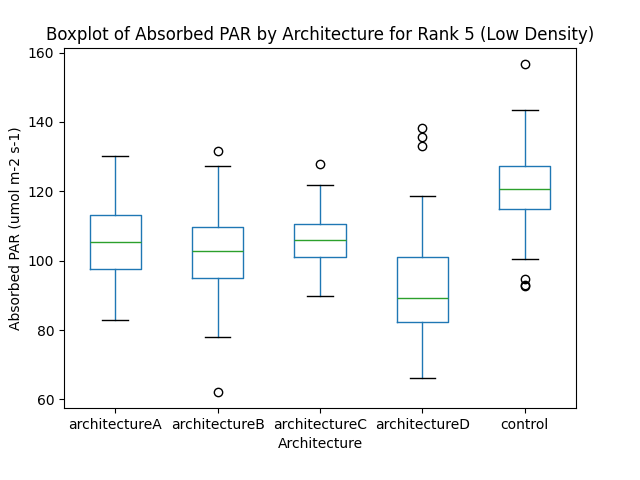 Boxplot of Absorbed PAR by Architecture for Rank 5 (Low Density)
Absorbed PAR (umol m-2 s-1)
160
140
120
100
80
60
architectureA architectureB architectureC architectureD control
Architecture